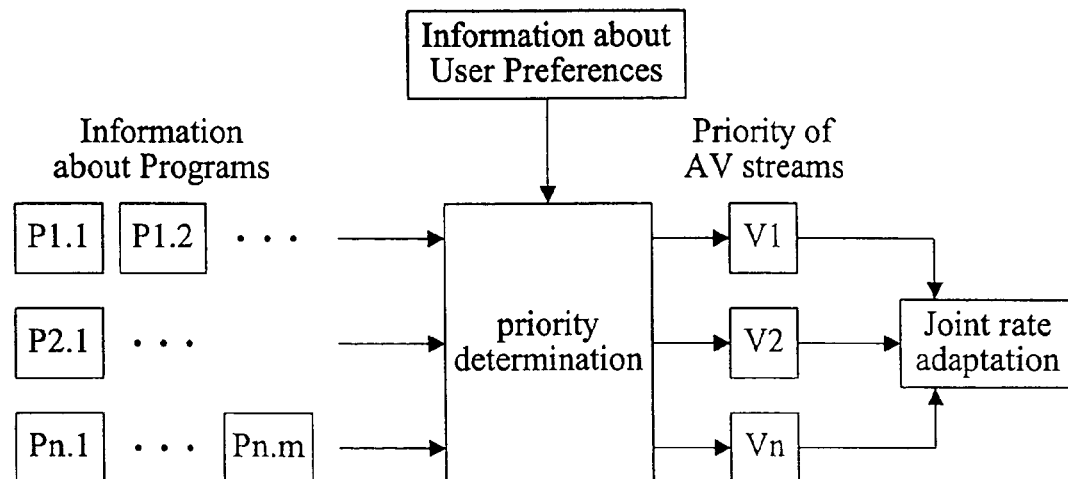 Information about
User Preferences
Information
about Programs
Priority of
AV streams
P1.1 P1.2 . . .
V1
P2.1 . . .
priority
determination
V2
Joint rate
adaptation
Pn.1 . . . Pn.m
Vn